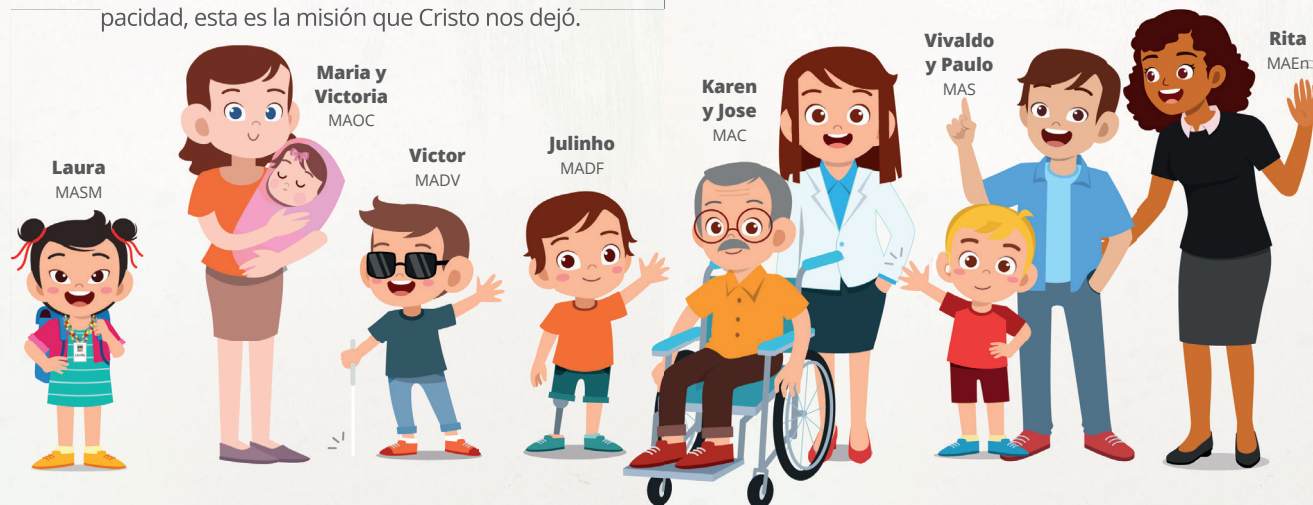 pacidad, esta es la misión que Cristo nos dejó.
Laura
MASM
Maria y
Victoria
MAOC
Victor
MADV
Julinho
MADF
Karen
y Jose
MAC
Vivaldo
y Paulo
MAS
Rita
MAEn